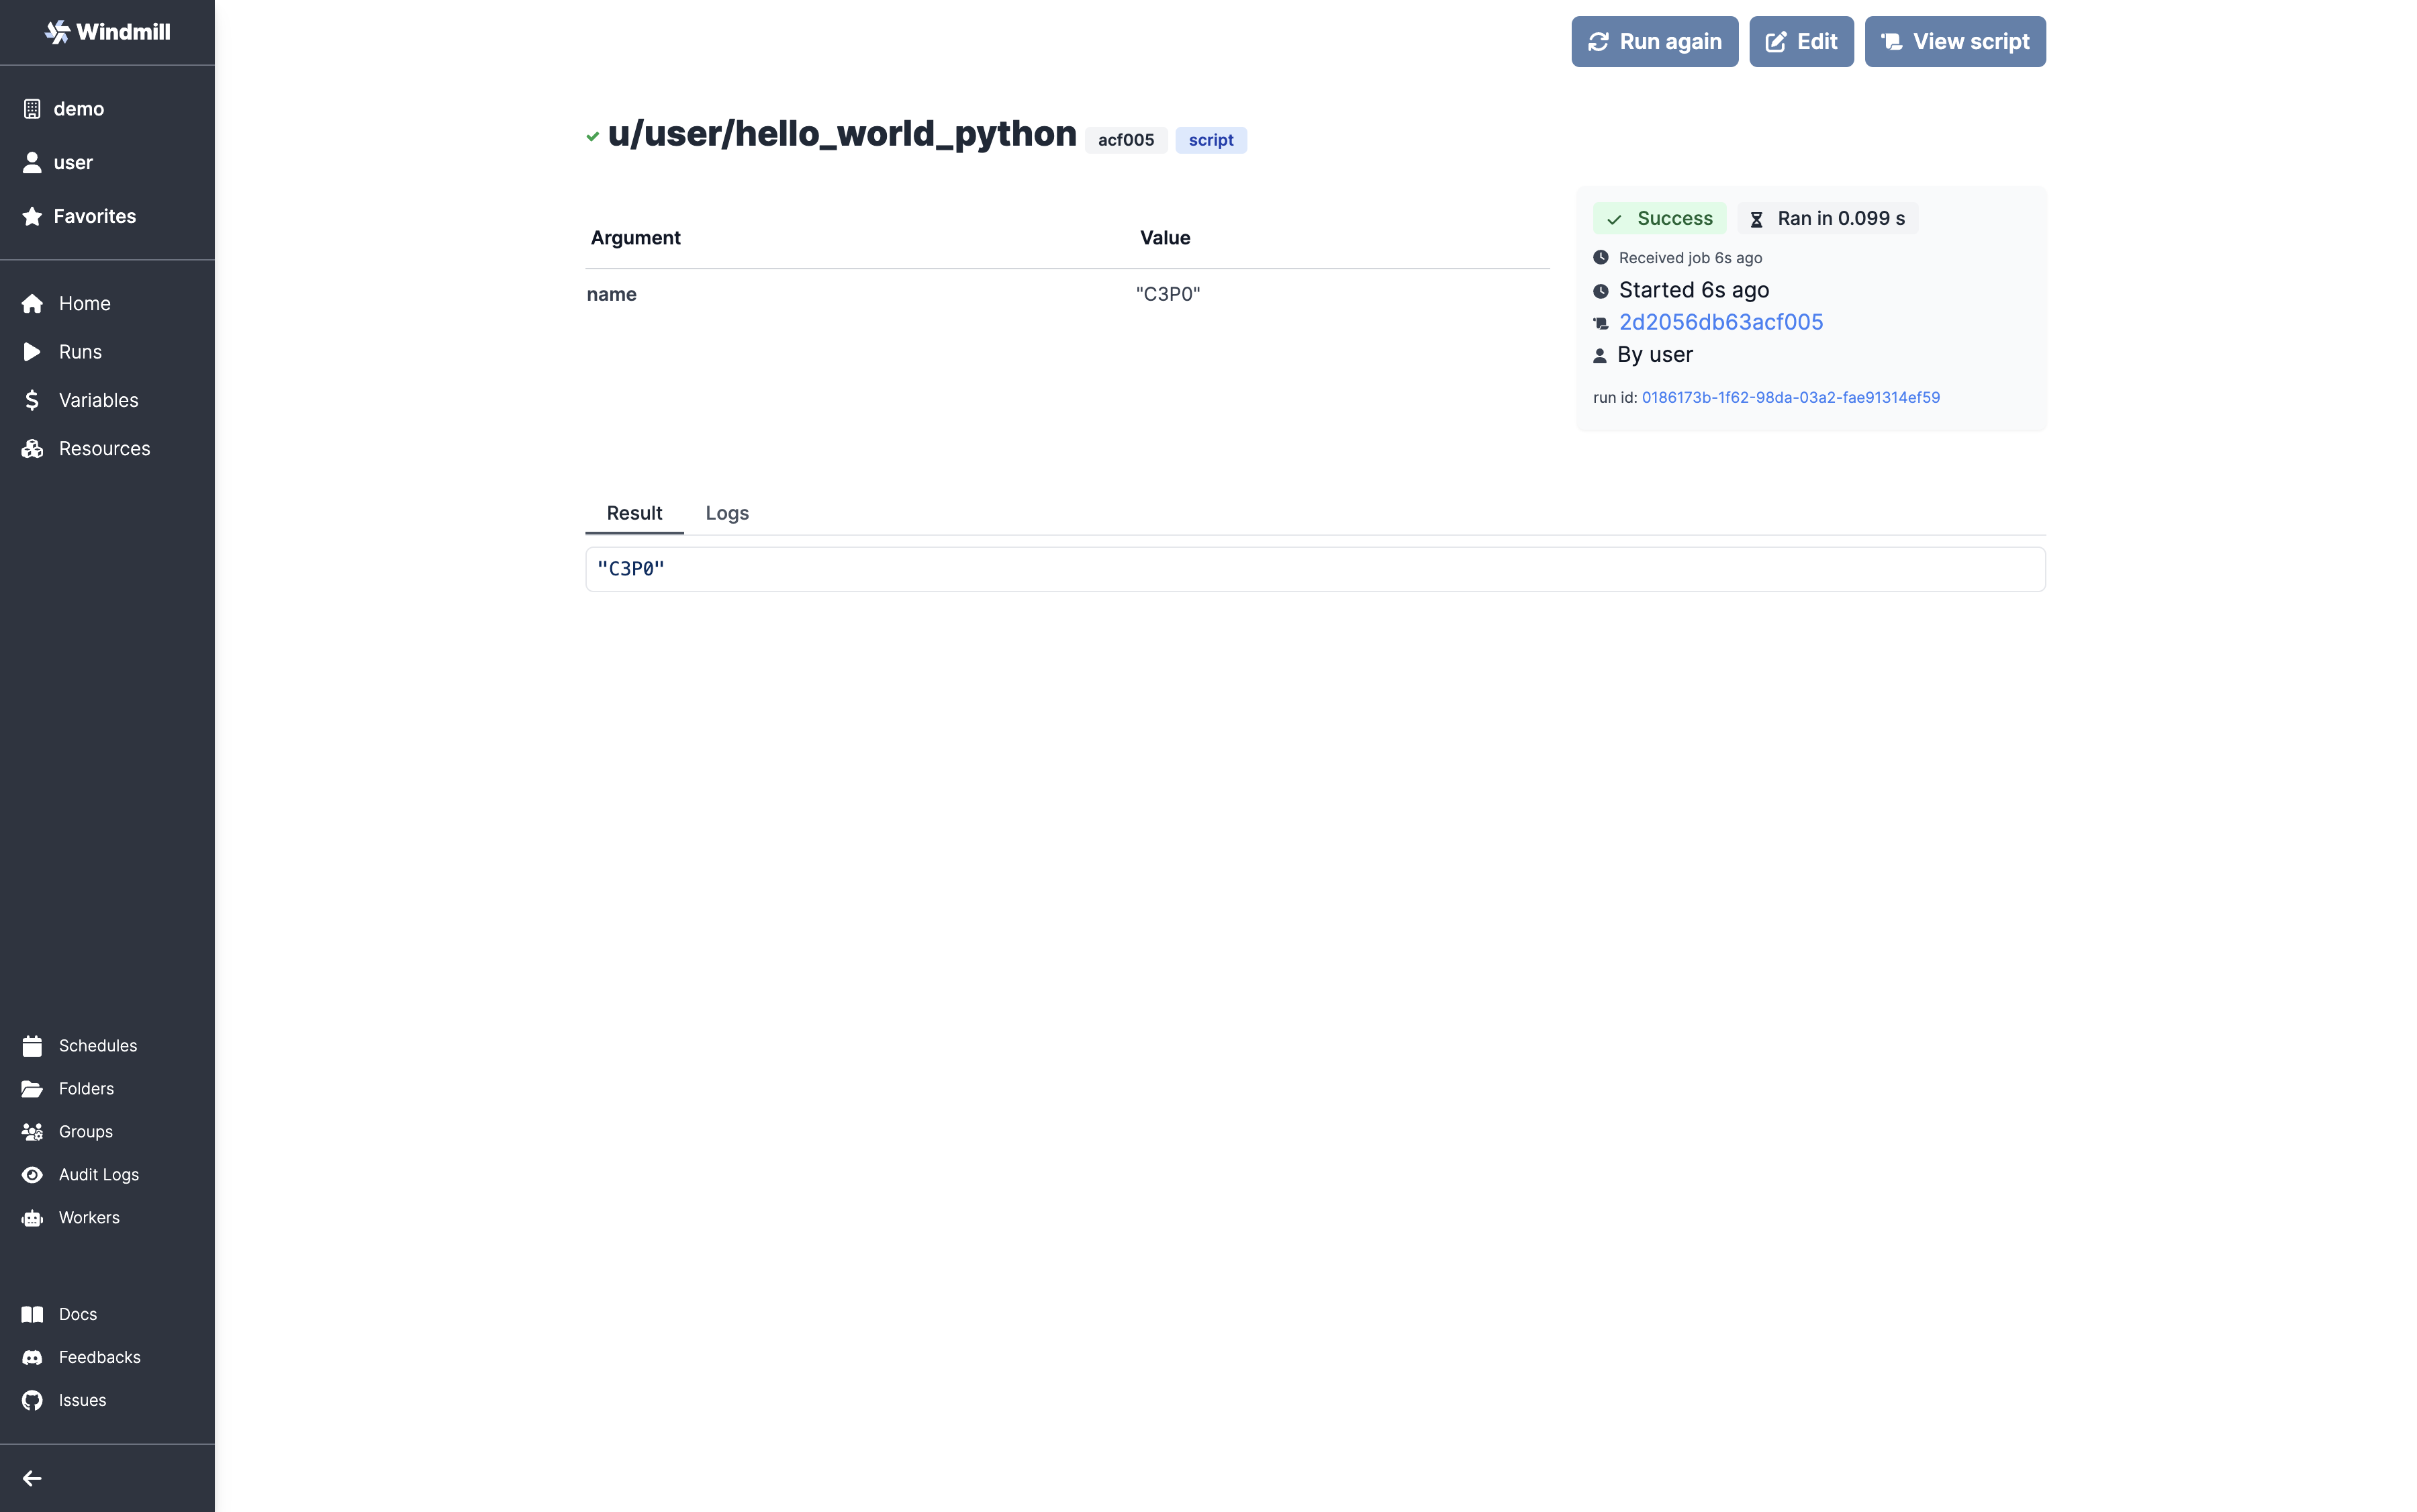 Windmill
demo
user
Favorites
Home
Runs
Variables
Resources
Schedules
Folders
Groups
Audit Logs
Workers
Docs
Feedbacks
Issues
Run again Edit View script
u/user/hello_world_python acf005 script
Argument Value
name "C3P0"
Success Ran in 0.099 s
Received job 6s ago
Started 6s ago
2d2056db63acf005
By user
run id: 0186173b-1f62-98da-03a2-fae91314ef59
Result Logs
"C3P0"